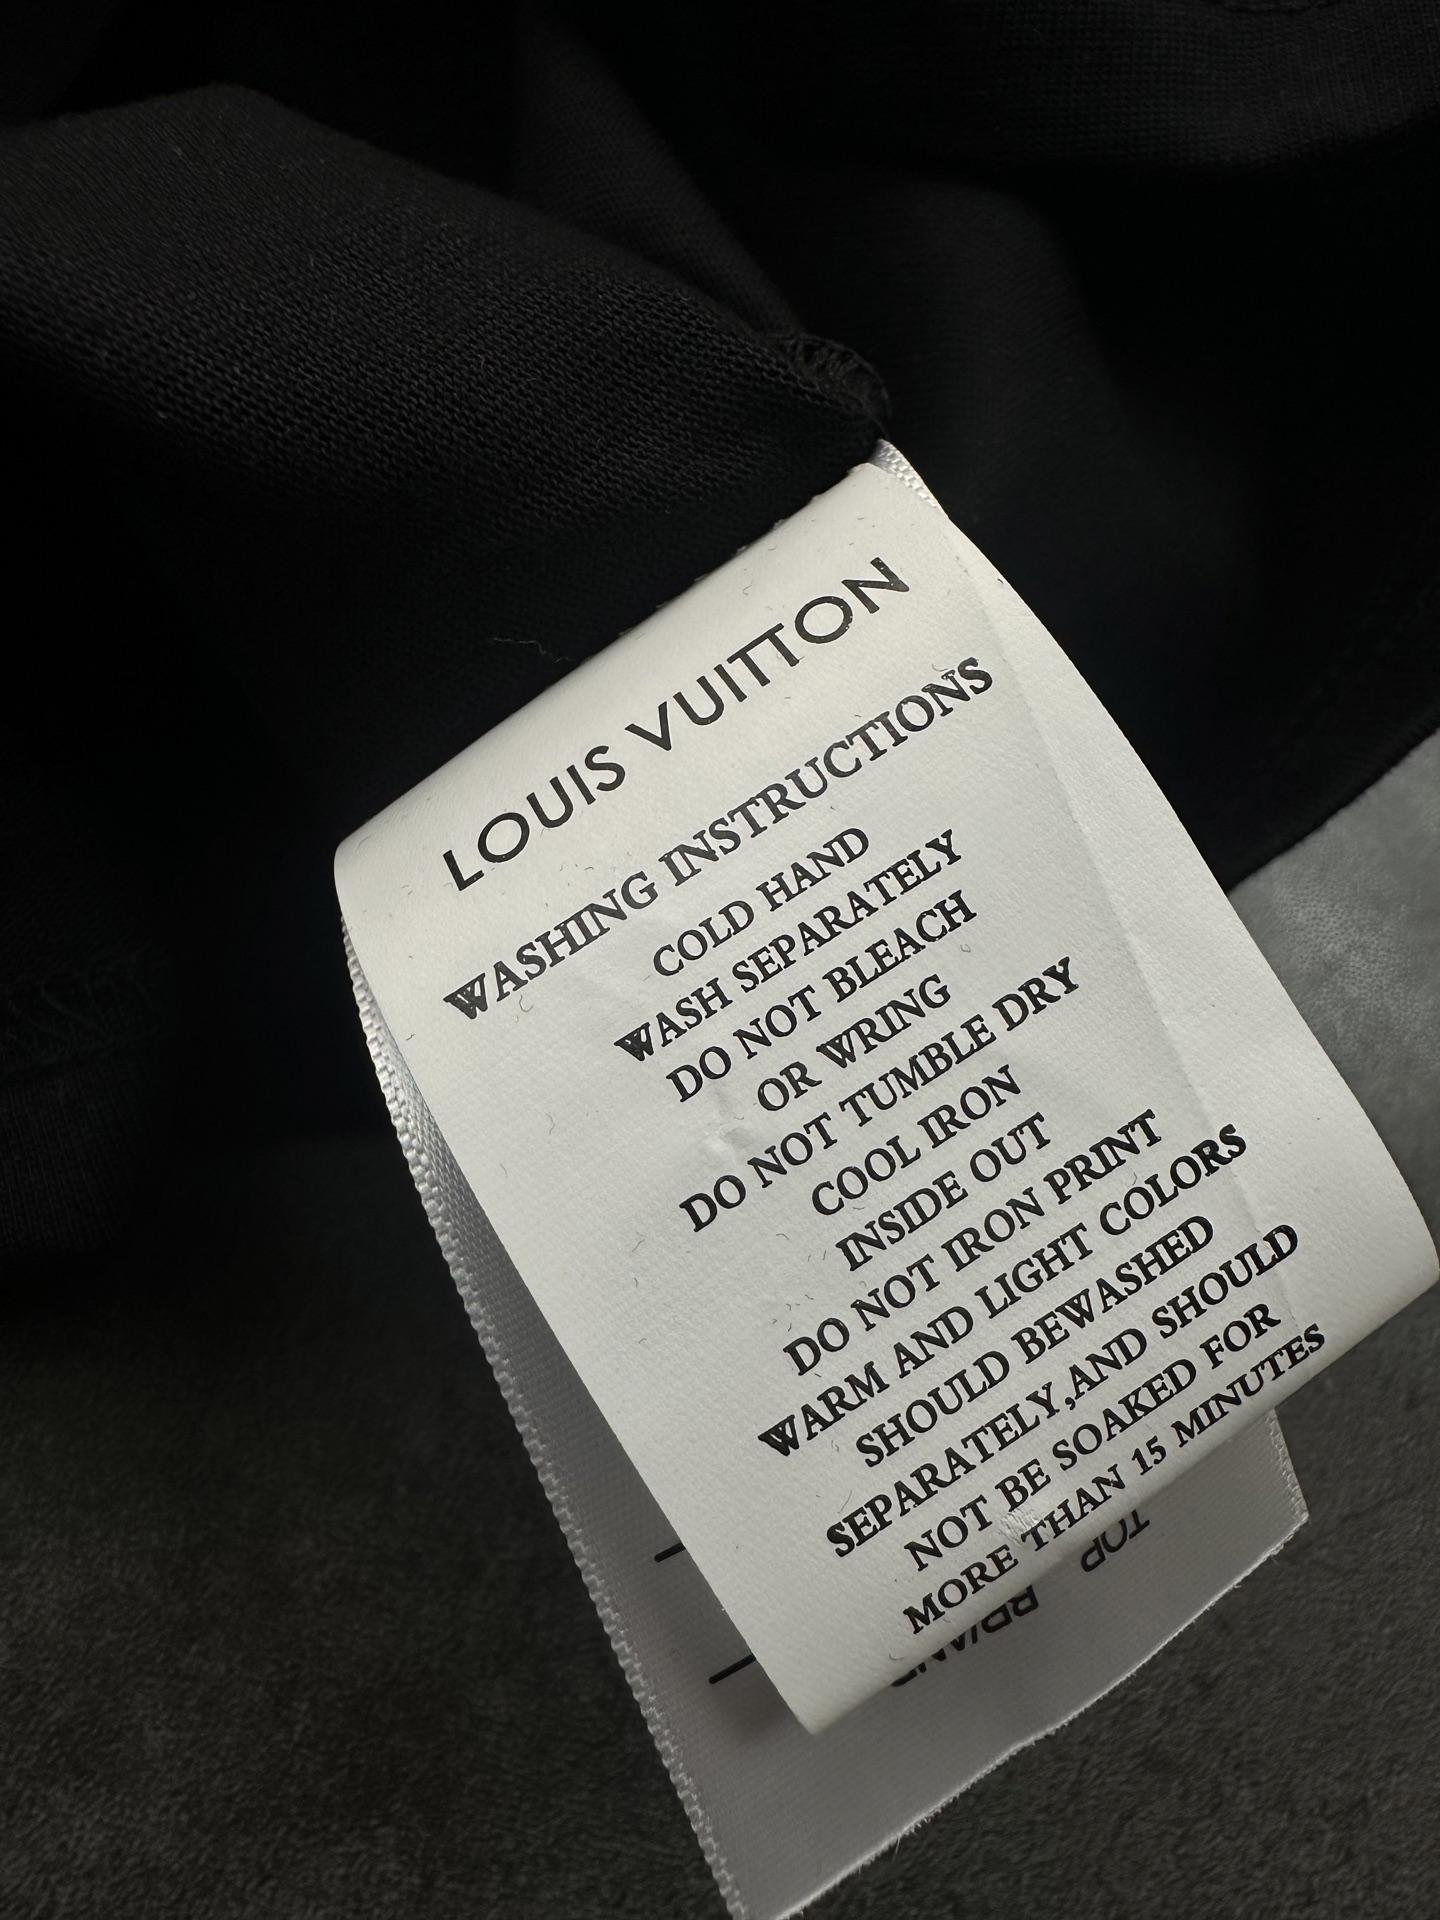 LOUIS VUITTON
WASHING INSTRUCTIONS
COLD HAND
WASH SEPARATELY
DO NOT BLEACH
OR WRING
DO NOT TUMBLE DRY
COOL IRON
INSIDE OUT
DO NOT IRON PRINT
WARM AND LIGHT COLORS
SHOULD BEWASHED
SEPARATELY,AND SHOULD
NOT BE SOAKED FOR
MORE THAN 15 MINUTES
TOP